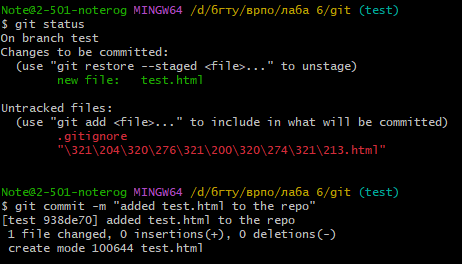 Note@2-501-noterog MINGW64 /d/бгту/врпо/лаба 6/git (test)
$ git status
On branch test
Changes to be committed:
  (use "git restore --staged <file>..." to unstage)
        new file:   test.html

Untracked files:
  (use "git add <file>..." to include in what will be committed)
        .gitignore
        "\321\204\320\276\321\200\320\274\321\213.html"

Note@2-501-noterog MINGW64 /d/бгту/врпо/лаба 6/git (test)
$ git commit -m "added test.html to the repo"
[test 938de70] added test.html to the repo
 1 file changed, 0 insertions(+), 0 deletions(-)
 create mode 100644 test.html